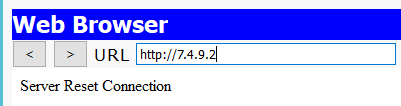 Web Browser
< > URL http://7.4.9.2
Server Reset Connection